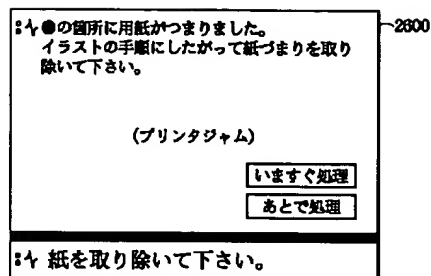 ●の箇所に用紙がつまりました。
イラストの手順にしたがって紙づまりを取り
除いて下さい。
2600
(プリンタジャム)
いますぐ処理
あとで処理
紙を取り除いて下さい。